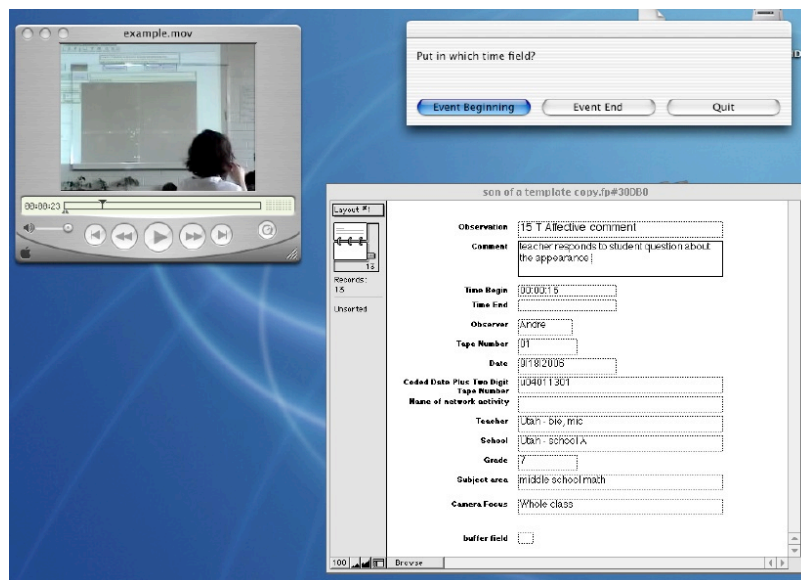 example.mov
00:00:23
Put in which time field?
Event Beginning Event End Quit
son of a template copy.fp#300B0
Layout #1
13
Records:
13
Unsorted
Observation 15 T Affective comment
Comment teacher responds to student question about
the appearance
Time Begin 00:00:15
Time End
Observer Andre
Tape Number 01
Date 9/18/2006
Coded Date Plus Two Digit
Tape Number u04011301
Name of network activity
Teacher Utah - bio, mic
School Utah - school A
Grade 7
Subject area middle school math
Camera Focus Whole class
buffer field
100 Browse